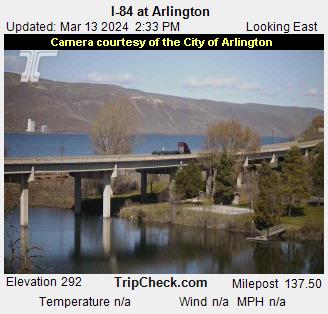 I-84 at Arlington
Updated: Mar 13 2024 2:33 PM Looking East
Camera courtesy of the City of Arlington
Elevation 292 TripCheck.com Milepost 137.50
Temperature n/a Wind n/a MPH n/a